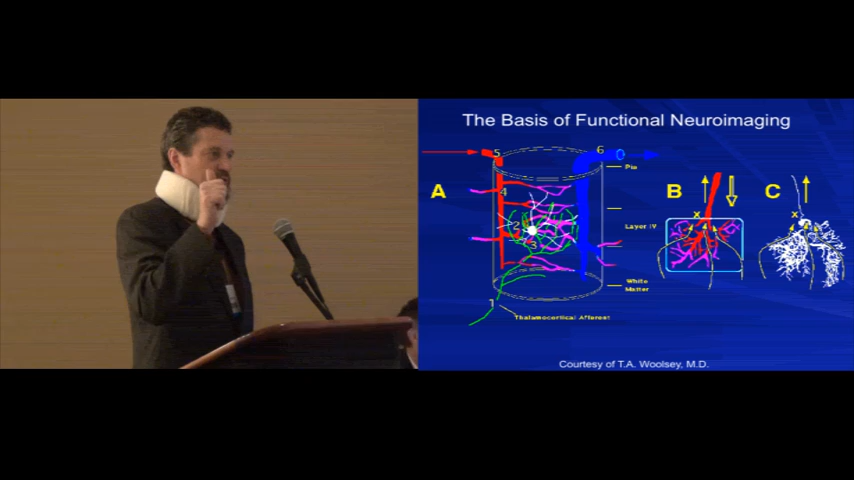 The Basis of Functional Neuroimaging
5
6
Pia
A
4
B
C
x
x
2
Layer IV
3
White
Matter
1
Thalamocortical Afferent
Courtesy of T.A. Woolsey, M.D.